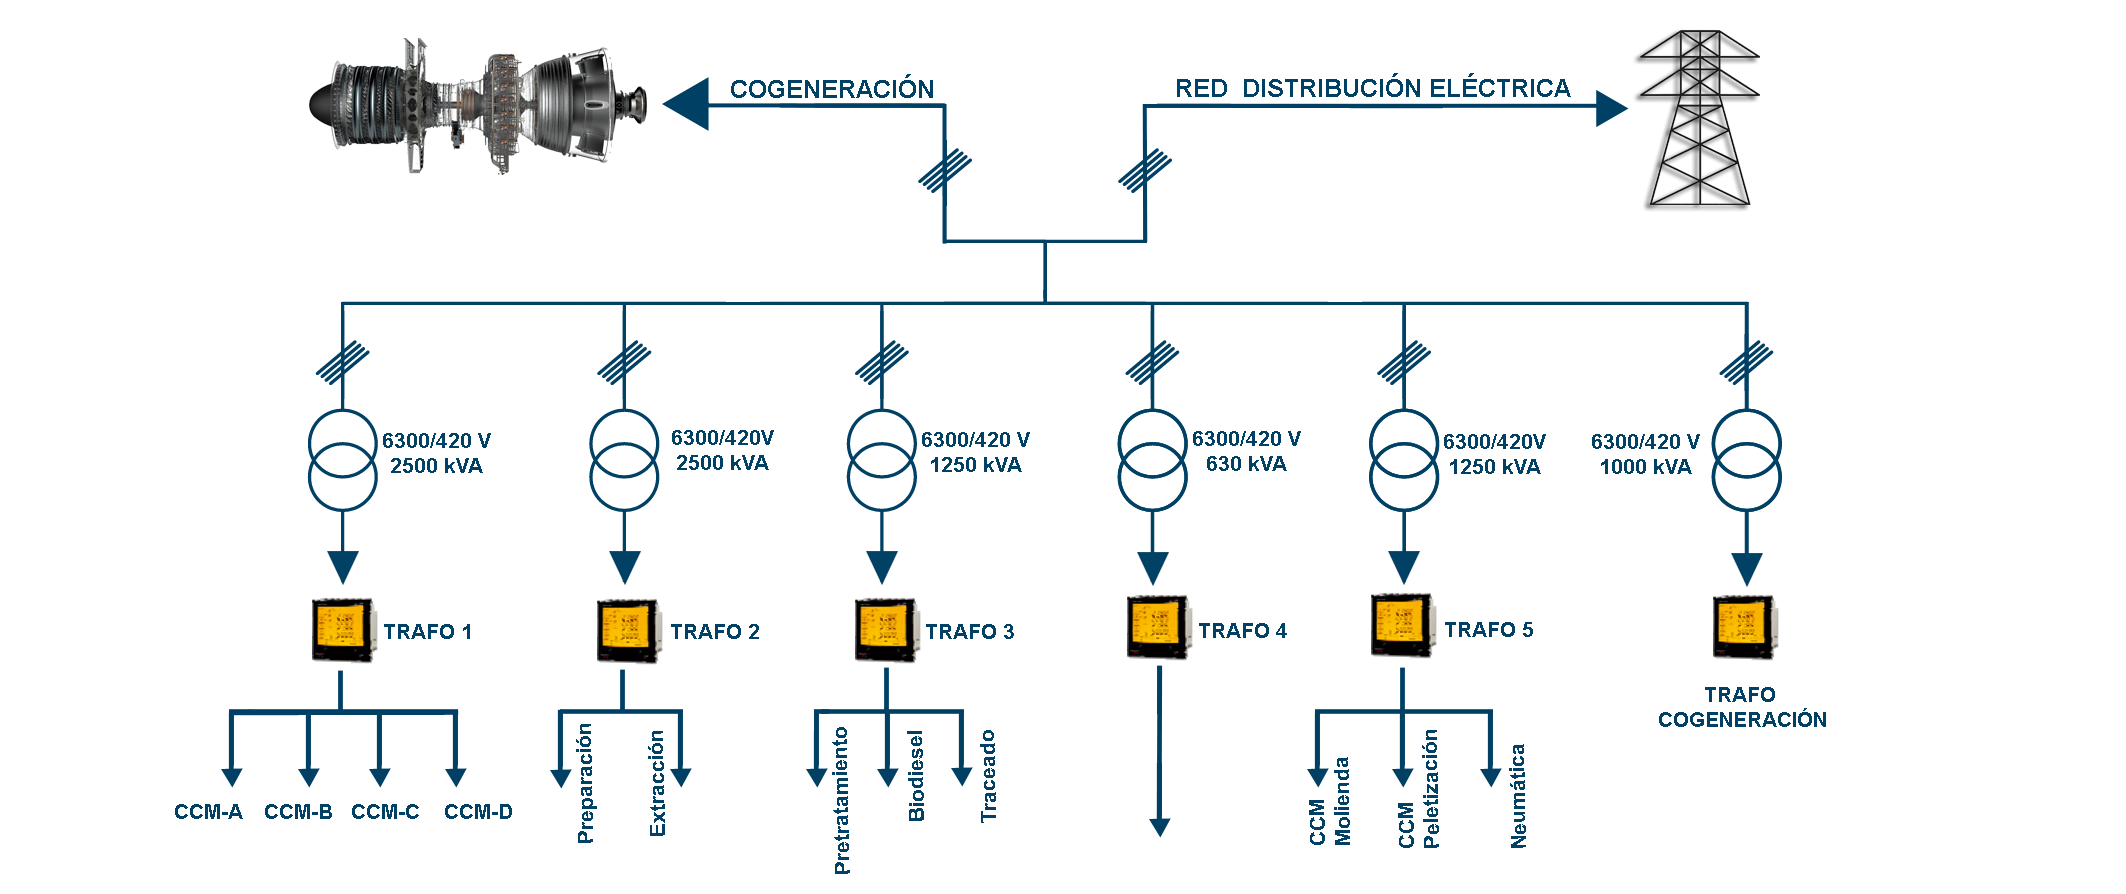 COGENERACIÓN
RED DISTRIBUCIÓN ELÉCTRICA
6300/420 V
2500 kVA
6300/420V
2500 kVA
6300/420 V
1250 kVA
6300/420 V
630 kVA
6300/420V
1250 kVA
6300/420 V
1000 kVA
TRAFO 1
TRAFO 2
TRAFO 3
TRAFO 4
TRAFO 5
TRAFO
COGENERACIÓN
CCM-A
CCM-B
CCM-C
CCM-D
Preparación
Extracción
Pretratamiento
Biodiesel
Traceado
CCM
Molienda
CCM
Peletización
Neumática